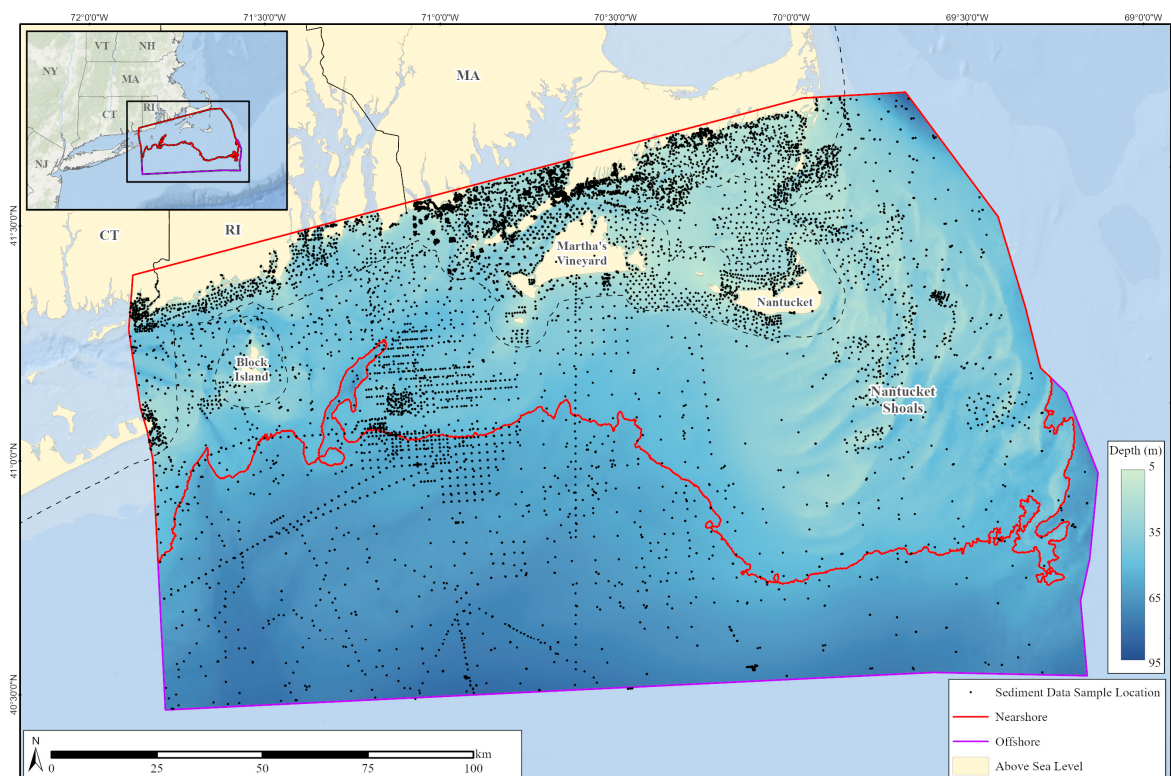 72°0'0"W
71°30'0"W
71°0'0"W
70°30'0"W
70°0'0"W
69°30'0"W
69°0'0"W
VT
NH
NY
MA
CT
RI
NJ
MA
41°30'0"N
CT
RI
Martha's
Vineyard
Nantucket
Block
Island
Nantucket
Shoals
41°0'0"N
Depth (m)
5
35
65
95
40°30'0"N
Sediment Data Sample Location
Nearshore
Offshore
Above Sea Level
N
km
0
25
50
75
100